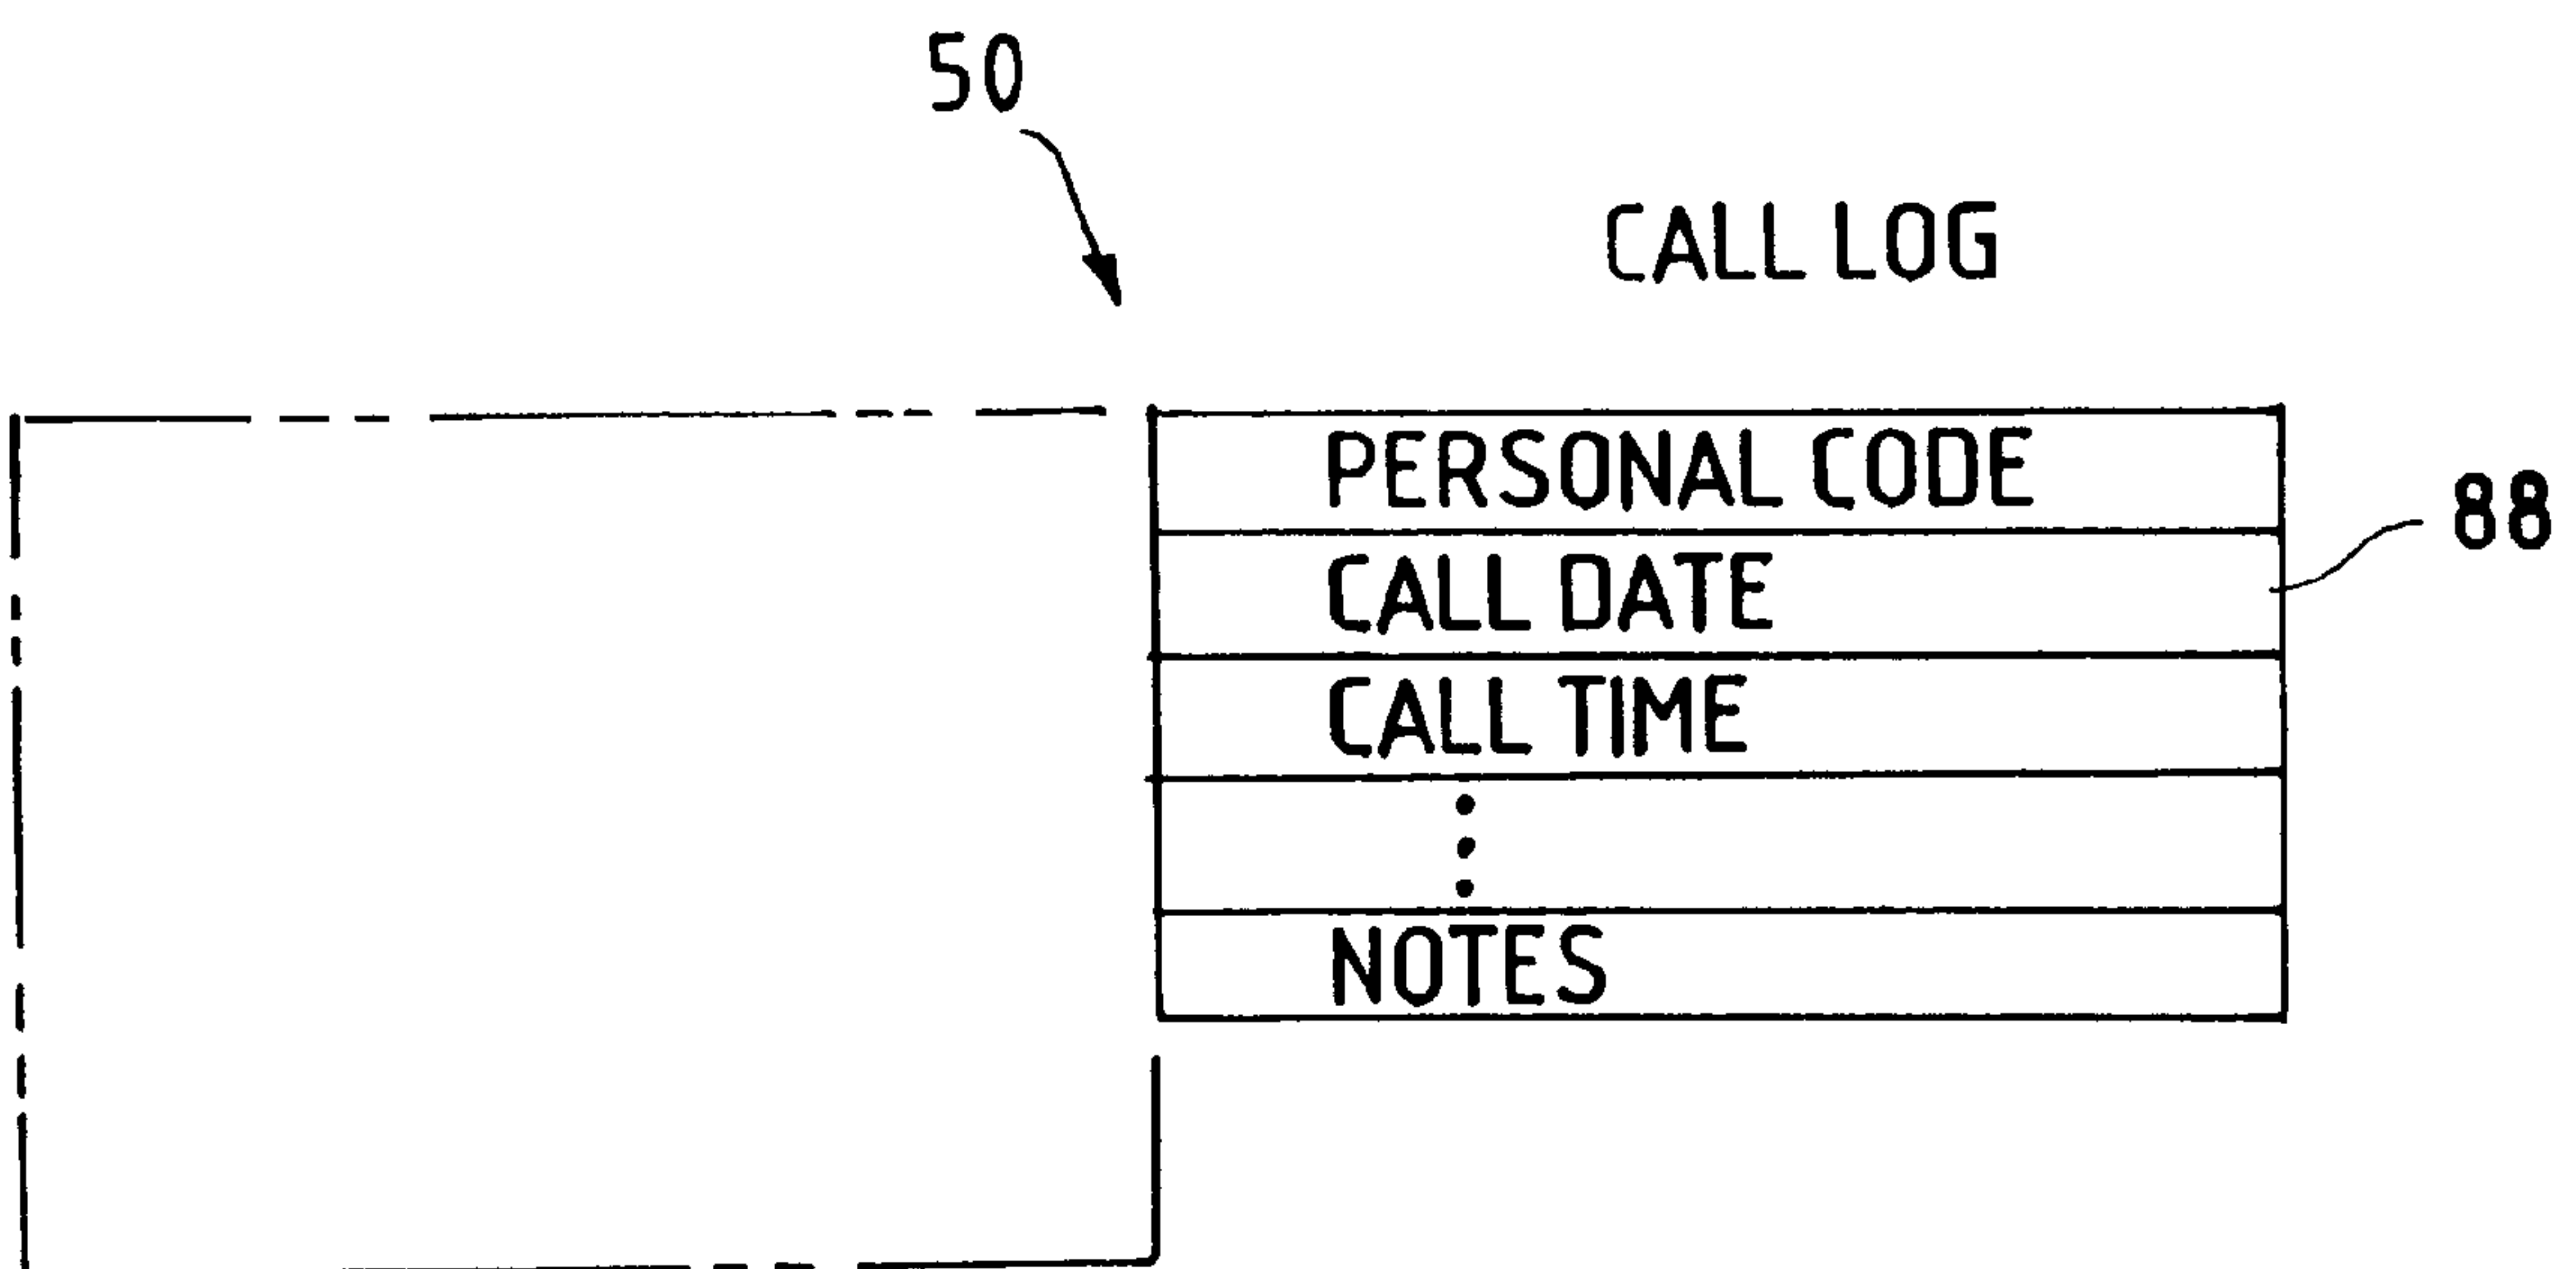 50
CALL LOG
PERSONAL CODE
88
CALL DATE
CALL TIME
NOTES